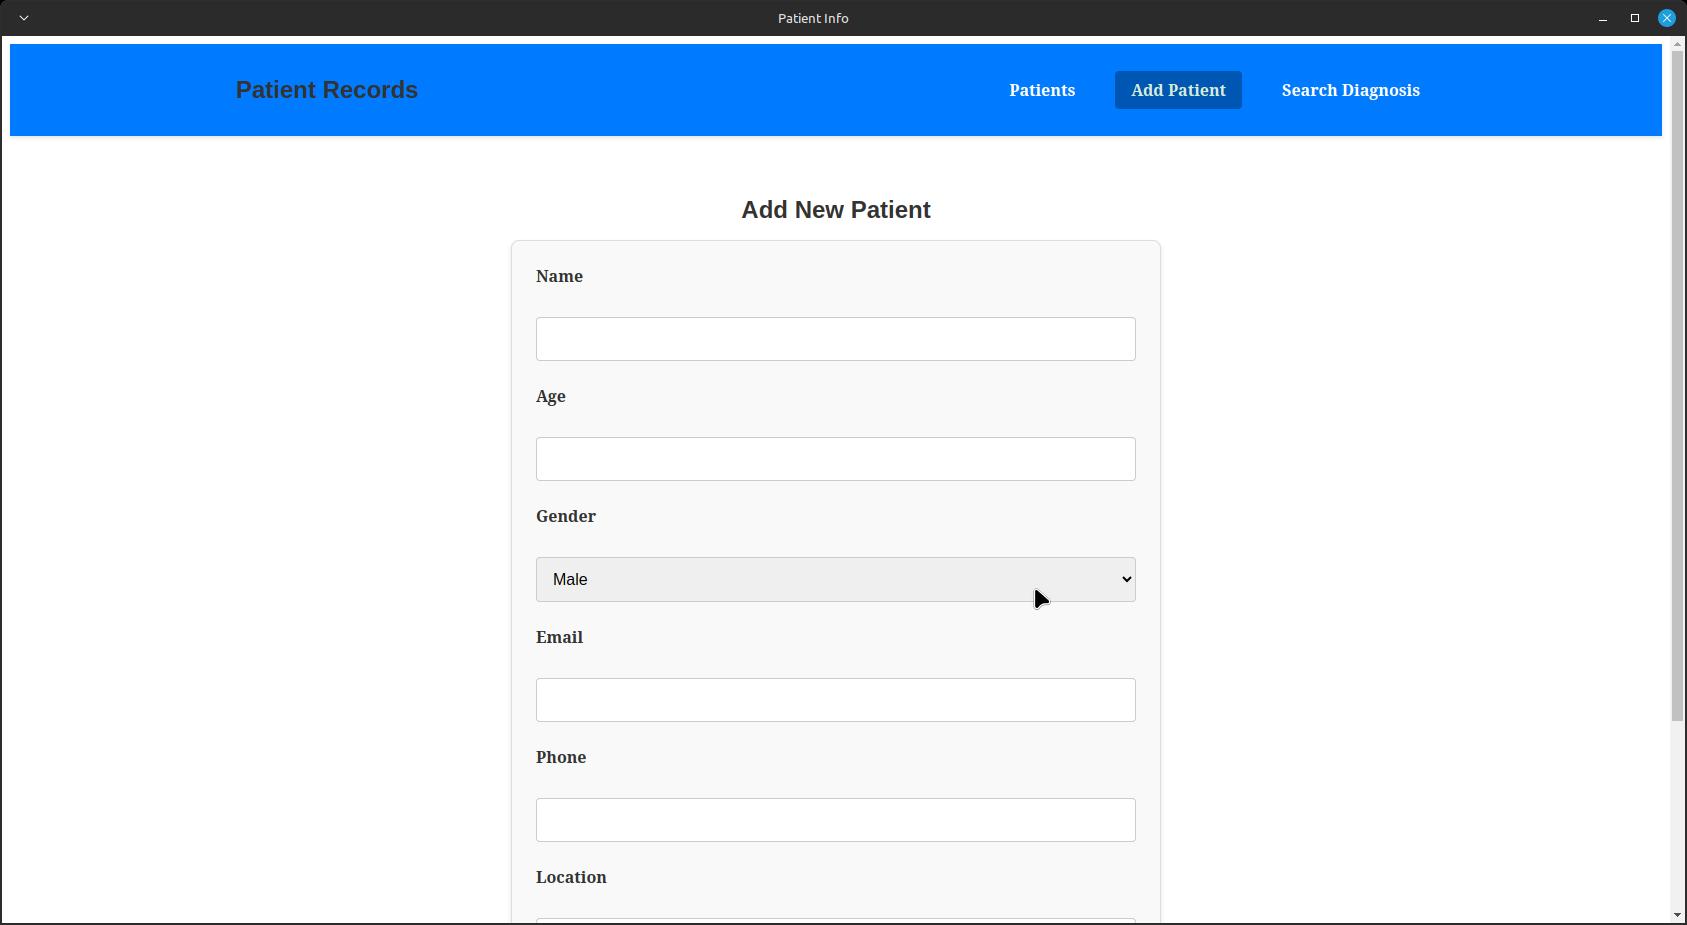 Patient Info
Patient Records
Patients
Add Patient
Search Diagnosis
Add New Patient
Name
Age
Gender
Male
Email
Phone
Location